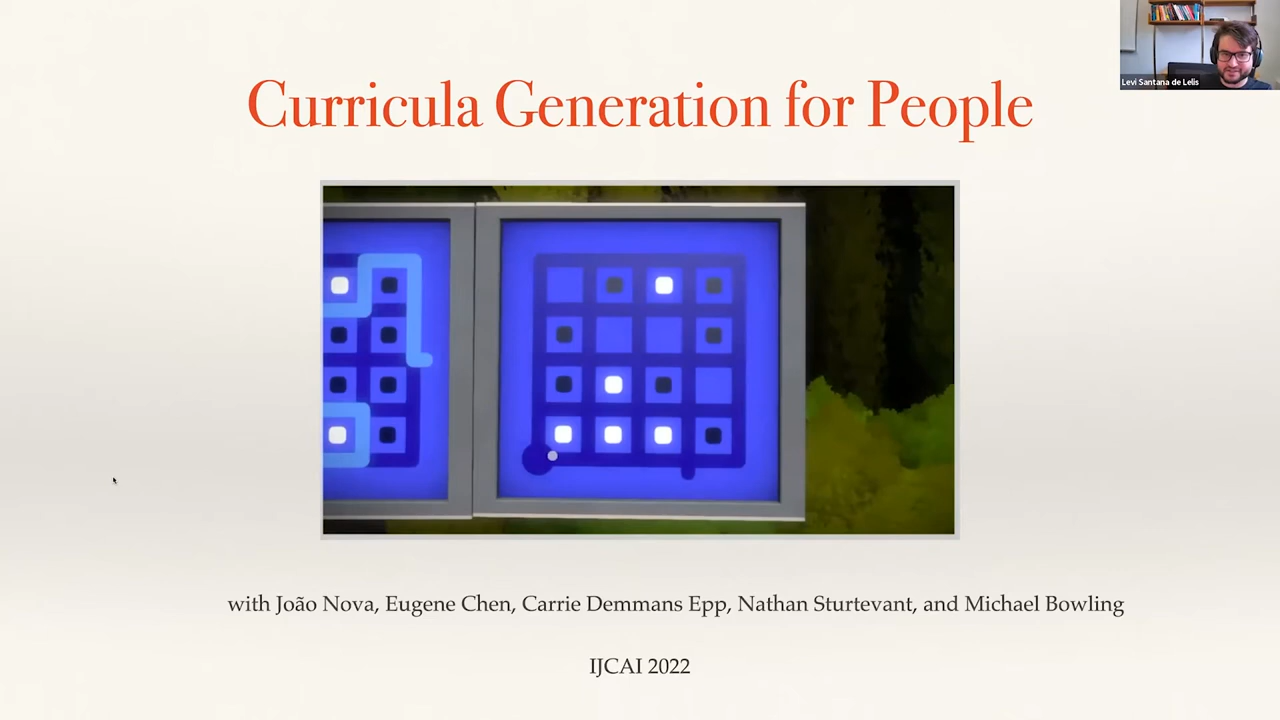 Levi Santana de Lelis
Curricula Generation for People
with João Nova, Eugene Chen, Carrie Demmans Epp, Nathan Sturtevant, and Michael Bowling
IJCAI 2022